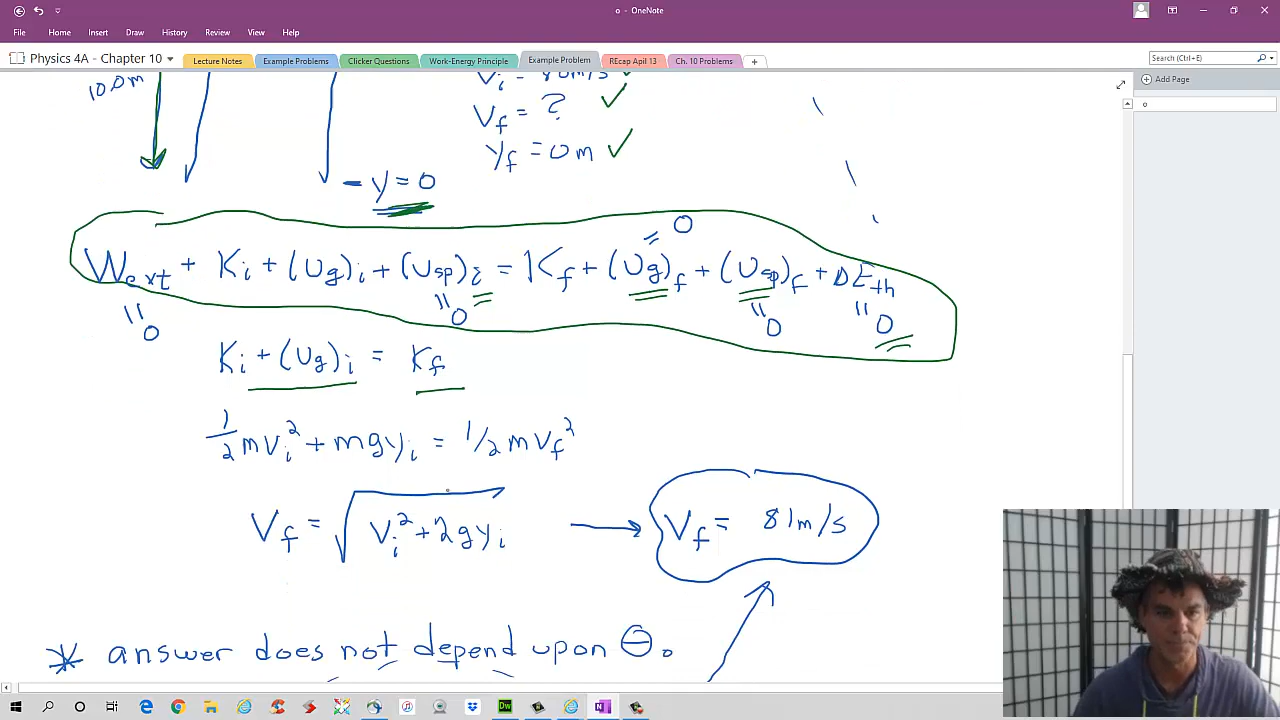 o - OneNote
File Home Insert Draw History Review View Help
Physics 4A - Chapter 10 Lecture Notes Example Problems Clicker Questions Work-Energy Principle Example Problem REcap April 13 Ch. 10 Problems +
Search (Ctrl+E)
Add Page
o
10.0m
Vf = ?
yf = 0m
- y = 0
= 0
Wext + Ki + (Ug)i + (Usp)i = Kf + (Ug)f + (Usp)f + ΔEth
= 0 = 0 = 0 = 0
Ki + (Ug)i = Kf
1/2 mvi² + mgyi = 1/2 mvf²
Vf = √Vi² + 2gyi → Vf = 81m/s
* answer does not depend upon θ.